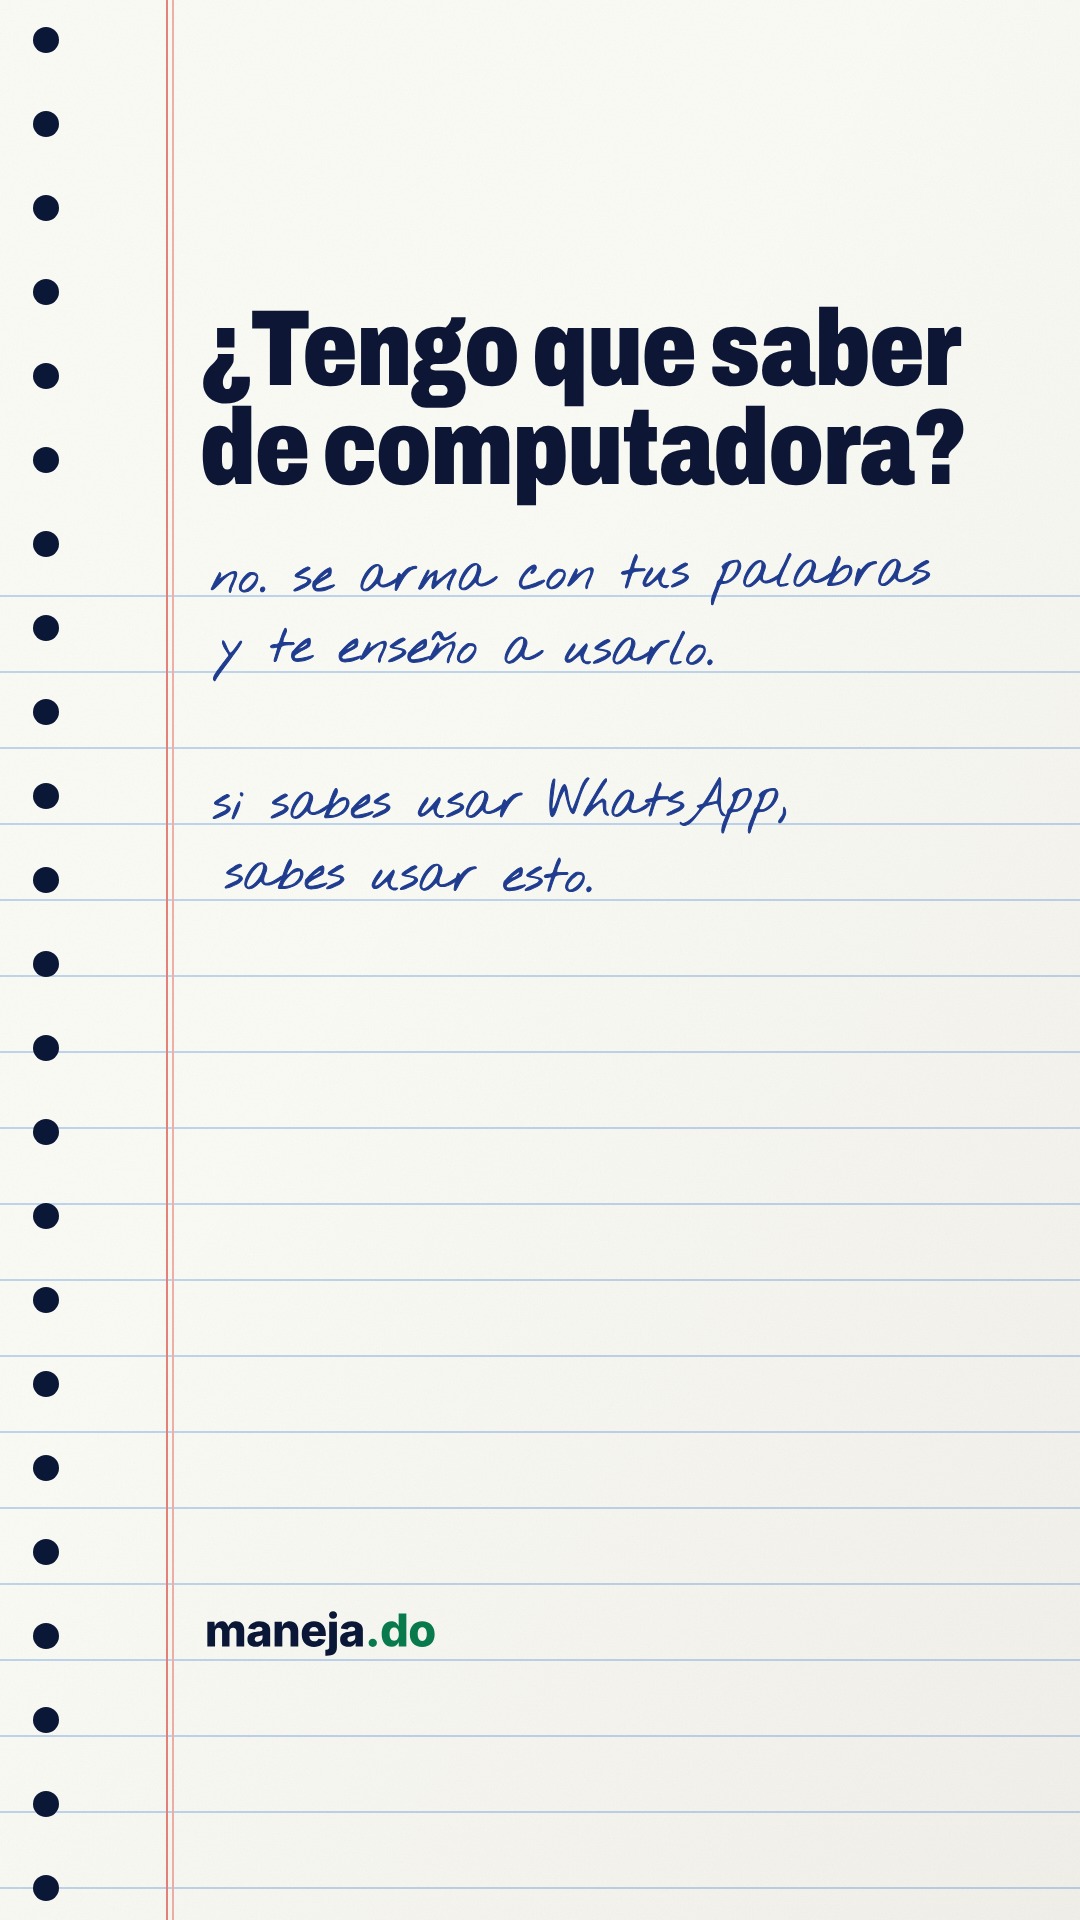 ¿Tengo que saber
de computadora?
no. se arma con tus palabras
y te enseño a usarlo.
si sabes usar WhatsApp,
sabes usar esto.
maneja.do